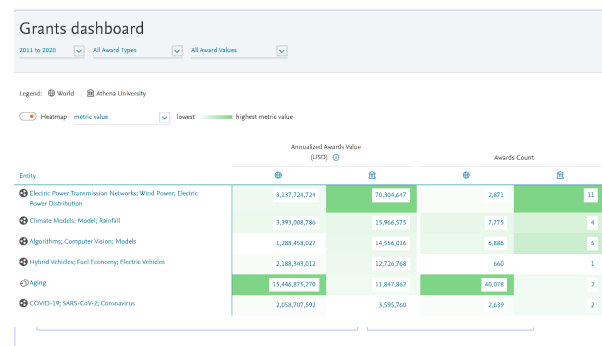 Grants dashboard
2011 to 2020 All Award Types All Award Values
Legend: World | Athena University
Heatmap metric value lowest highest metric value
Annualized Awards Value
(USD) Awards Count
Entity
Electric Power Transmission Networks; Wind Power; Electric
Power Distribution 3,137,724,724 70,304,647 2,871 11
Climate Models; Model; Rainfall 3,393,008,786 15,966,575 7,775 4
Algorithms; Computer Vision; Models 1,288,458,027 14,556,016 6,886 5
Hybrid Vehicles; Fuel Economy; Electric Vehicles 2,188,343,012 12,726,768 660 1
Aging 15,446,875,270 11,847,862 40,078 2
COVID-19; SARS-CoV-2; Coronavirus 2,058,707,592 3,595,760 2,639 2